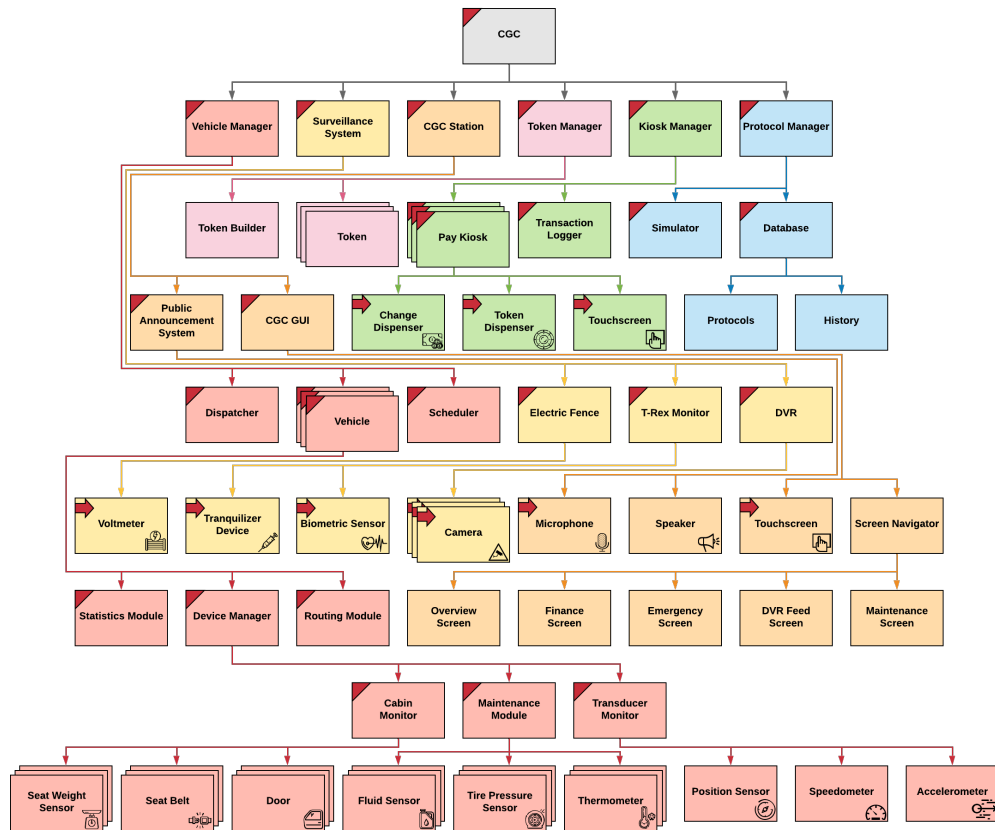 CGC
Vehicle Manager
Surveillance
System
CGC Station
Token Manager
Kiosk Manager
Protocol Manager
Token Builder
Token
Pay Kiosk
Transaction
Logger
Simulator
Database
Public
Announcement
System
CGC GUI
Change
Dispenser
Token
Dispenser
Touchscreen
Protocols
History
Dispatcher
Vehicle
Scheduler
Electric Fence
T-Rex Monitor
DVR
Voltmeter
Tranquilizer
Device
Biometric Sensor
Camera
Microphone
Speaker
Touchscreen
Screen Navigator
Statistics Module
Device Manager
Routing Module
Overview
Screen
Finance
Screen
Emergency
Screen
DVR Feed
Screen
Maintenance
Screen
Cabin
Monitor
Maintenance
Module
Transducer
Monitor
Seat Weight
Sensor
Seat Belt
Door
Fluid Sensor
Tire Pressure
Sensor
Thermometer
Position Sensor
Speedometer
Accelerometer